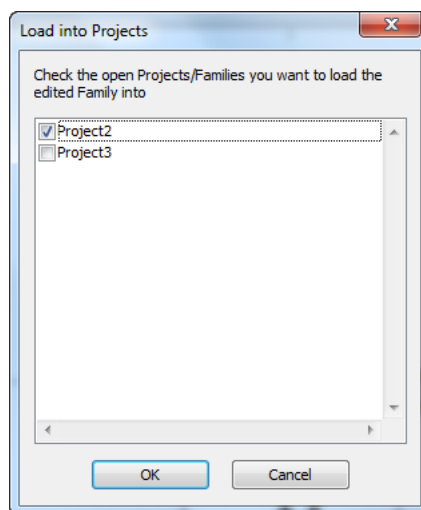 Load into Projects
Check the open Projects/Families you want to load the
edited Family into
Project2
Project3
OK
Cancel